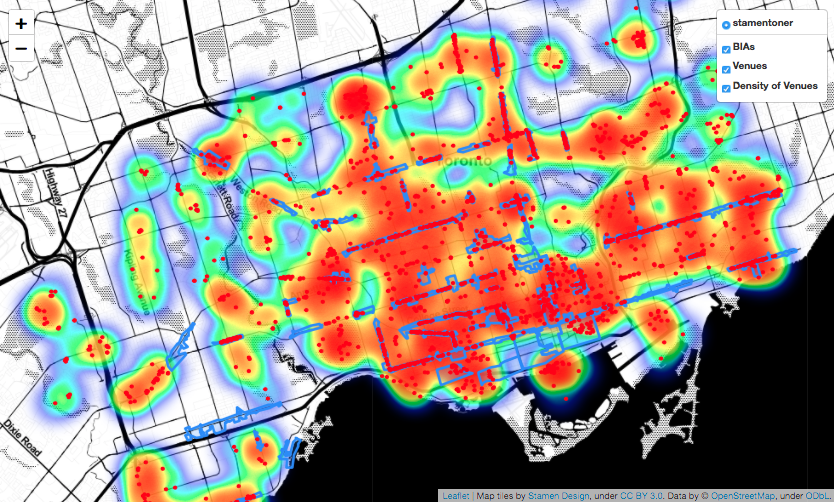 +
−
stamentoner
BIAs
Venues
Density of Venues
Toronto
Highway 27
Dixie Road
Leaflet | Map tiles by Stamen Design, under CC BY 3.0. Data by © OpenStreetMap, under ODbL.